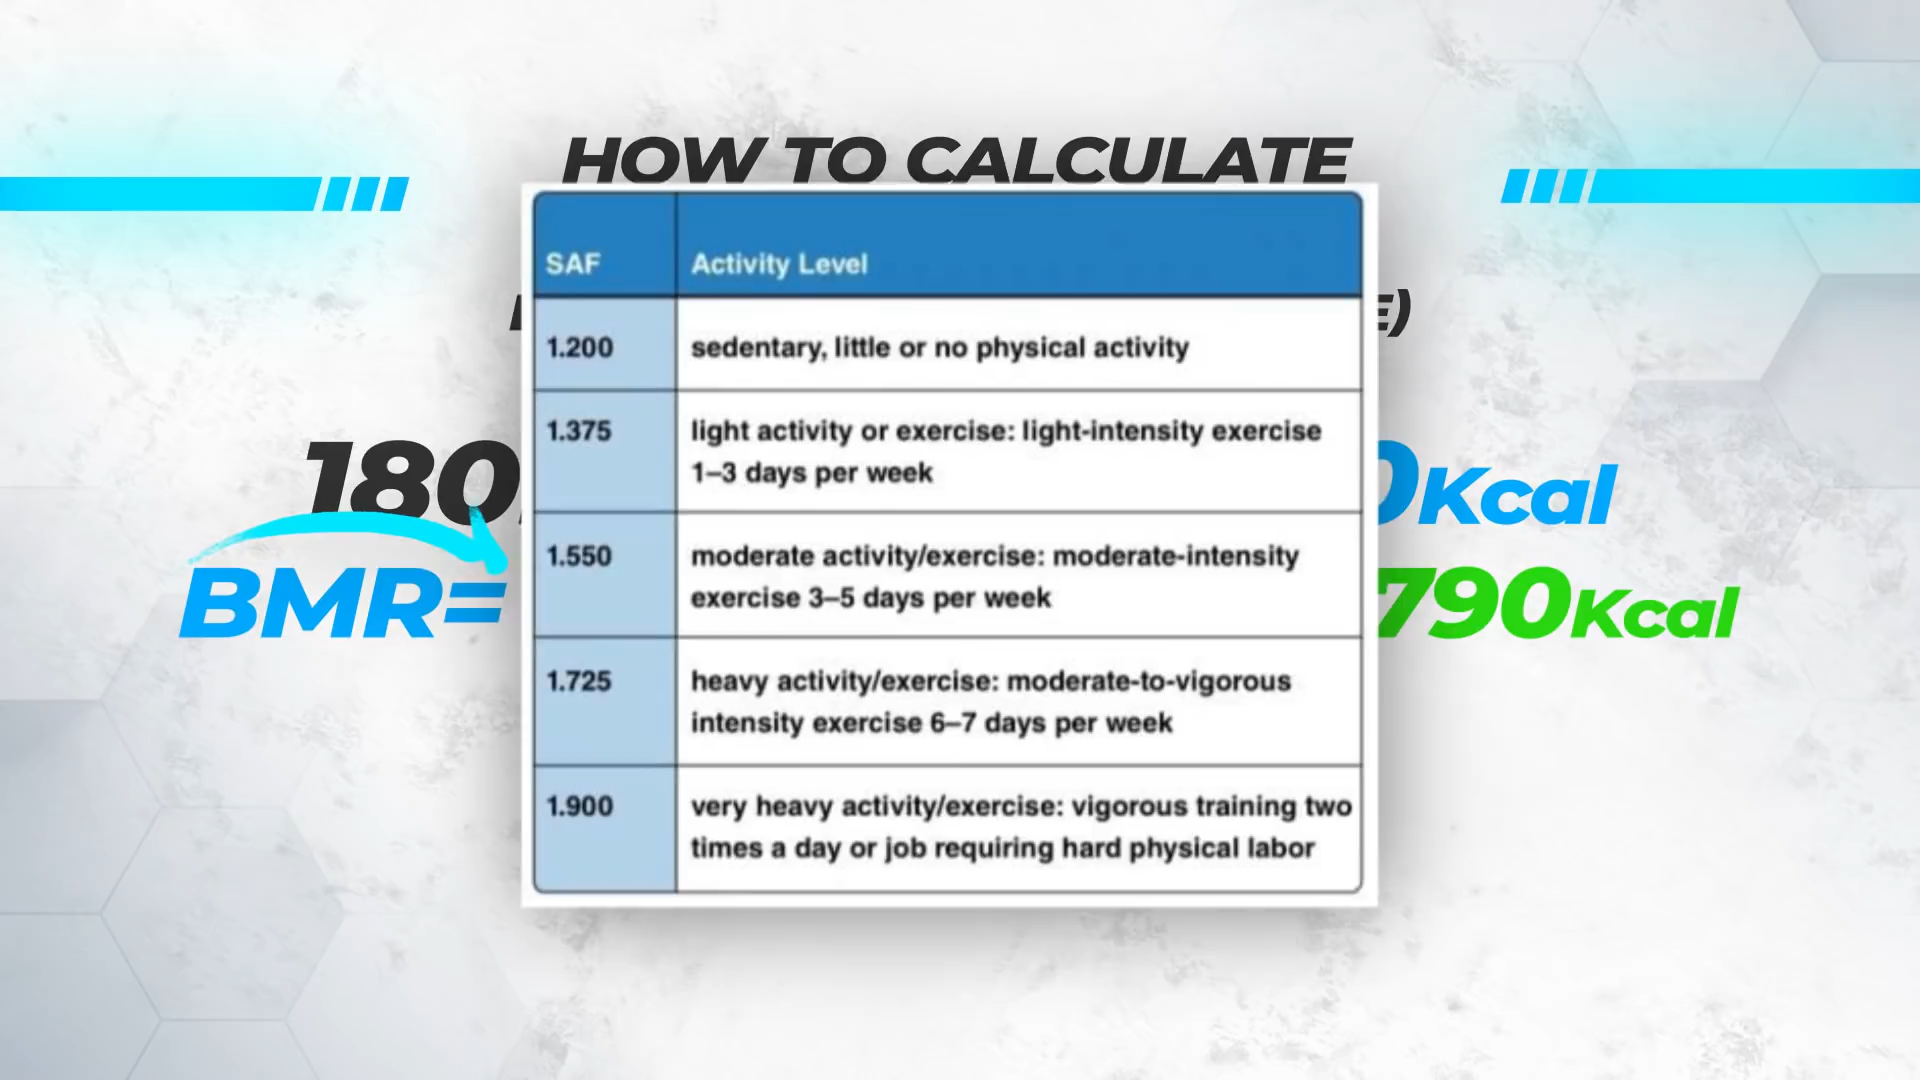 HOW TO CALCULATE
SAF Activity Level
1.200 sedentary, little or no physical activity
1.375 light activity or exercise: light-intensity exercise
1–3 days per week
1.550 moderate activity/exercise: moderate-intensity
exercise 3–5 days per week
1.725 heavy activity/exercise: moderate-to-vigorous
intensity exercise 6–7 days per week
1.900 very heavy activity/exercise: vigorous training two
times a day or job requiring hard physical labor
E)
180
0Kcal
BMR=
790Kcal